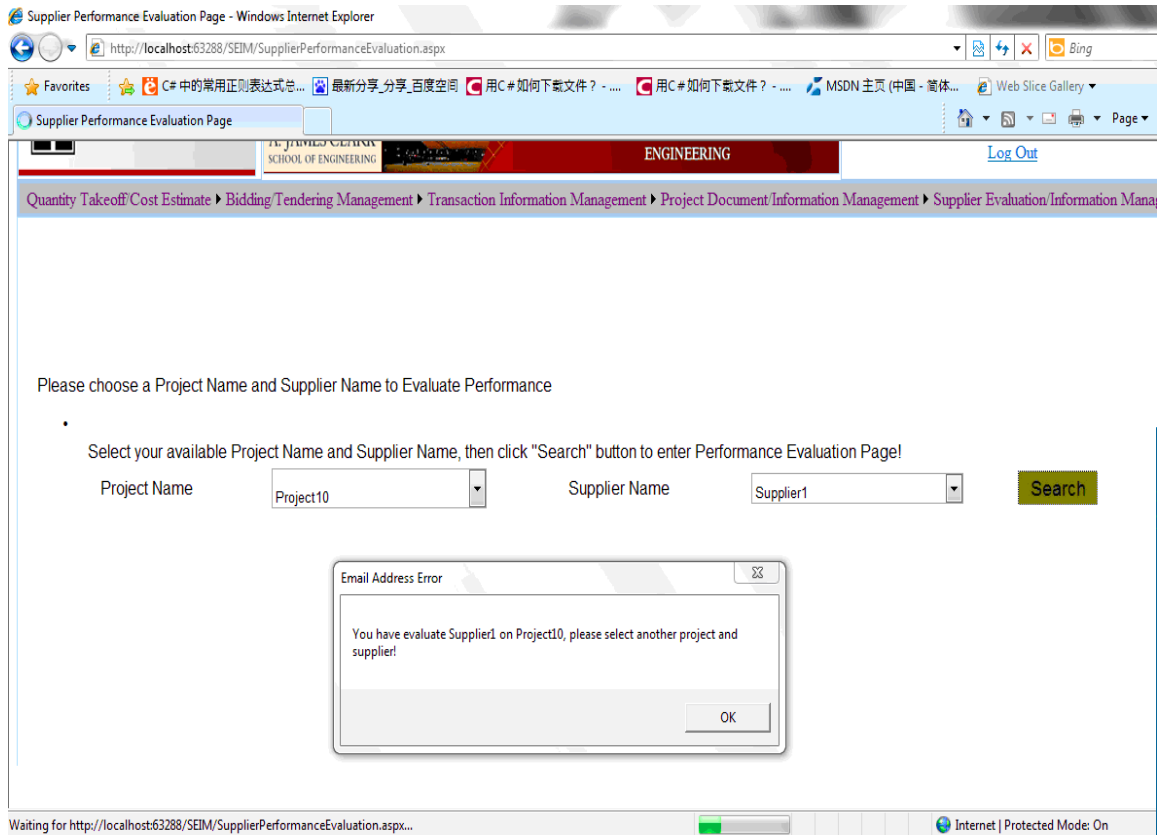 Supplier Performance Evaluation Page - Windows Internet Explorer
http://localhost:63288/SEIM/SupplierPerformanceEvaluation.aspx
Bing
Favorites
C# 中的常用正则表达式总...
最新分享_分享_百度空间
用C＃如何下载文件？- ....
用C＃如何下载文件？- ....
MSDN 主页 (中国 - 简体...
Web Slice Gallery
Supplier Performance Evaluation Page
Page
A. JAMES CLARK
SCHOOL OF ENGINEERING
ENGINEERING
Log Out
Quantity Takeoff/Cost Estimate Bidding/Tendering Management Transaction Information Management Project Document/Information Management Supplier Evaluation/Information Mana
Please choose a Project Name and Supplier Name to Evaluate Performance
•
Select your available Project Name and Supplier Name, then click "Search" button to enter Performance Evaluation Page!
Project Name Project10 Supplier Name Supplier1 Search
Email Address Error
You have evaluate Supplier1 on Project10, please select another project and
supplier!
OK
Waiting for http://localhost:63288/SEIM/SupplierPerformanceEvaluation.aspx...
Internet | Protected Mode: On